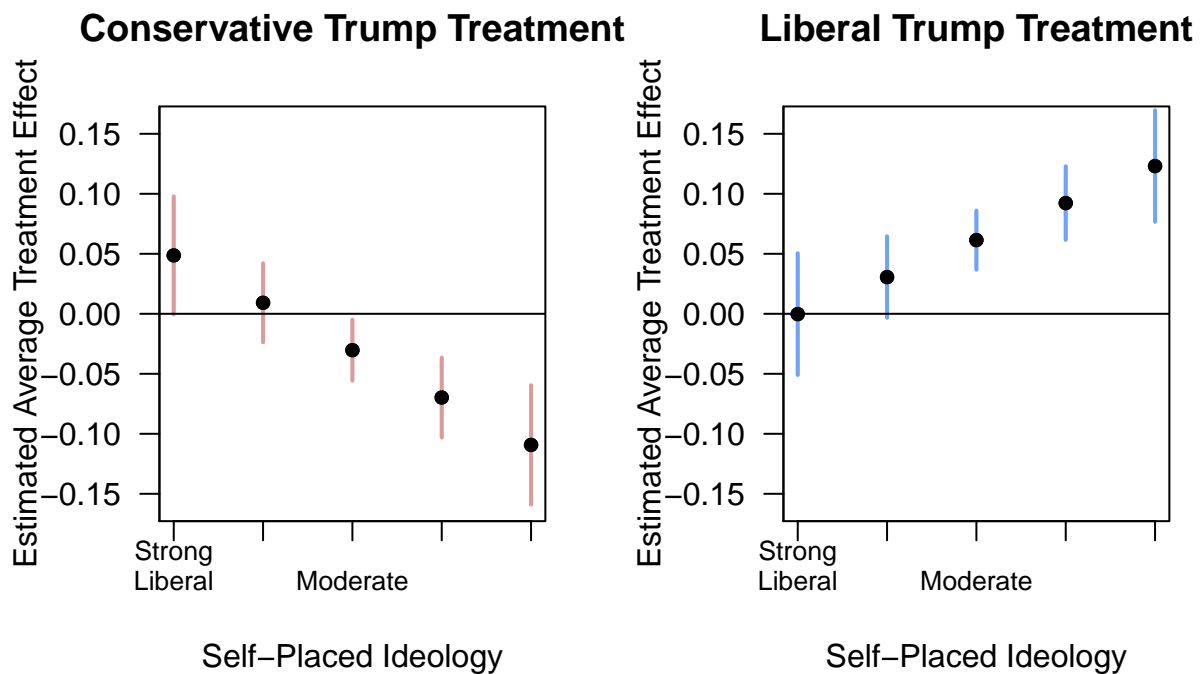 Conservative Trump Treatment
Estimated Average Treatment Effect
0.15
0.10
0.05
0.00
−0.05
−0.10
−0.15
Strong
Liberal
Moderate
Self−Placed Ideology
Liberal Trump Treatment
Estimated Average Treatment Effect
0.15
0.10
0.05
0.00
−0.05
−0.10
−0.15
Strong
Liberal
Moderate
Self−Placed Ideology